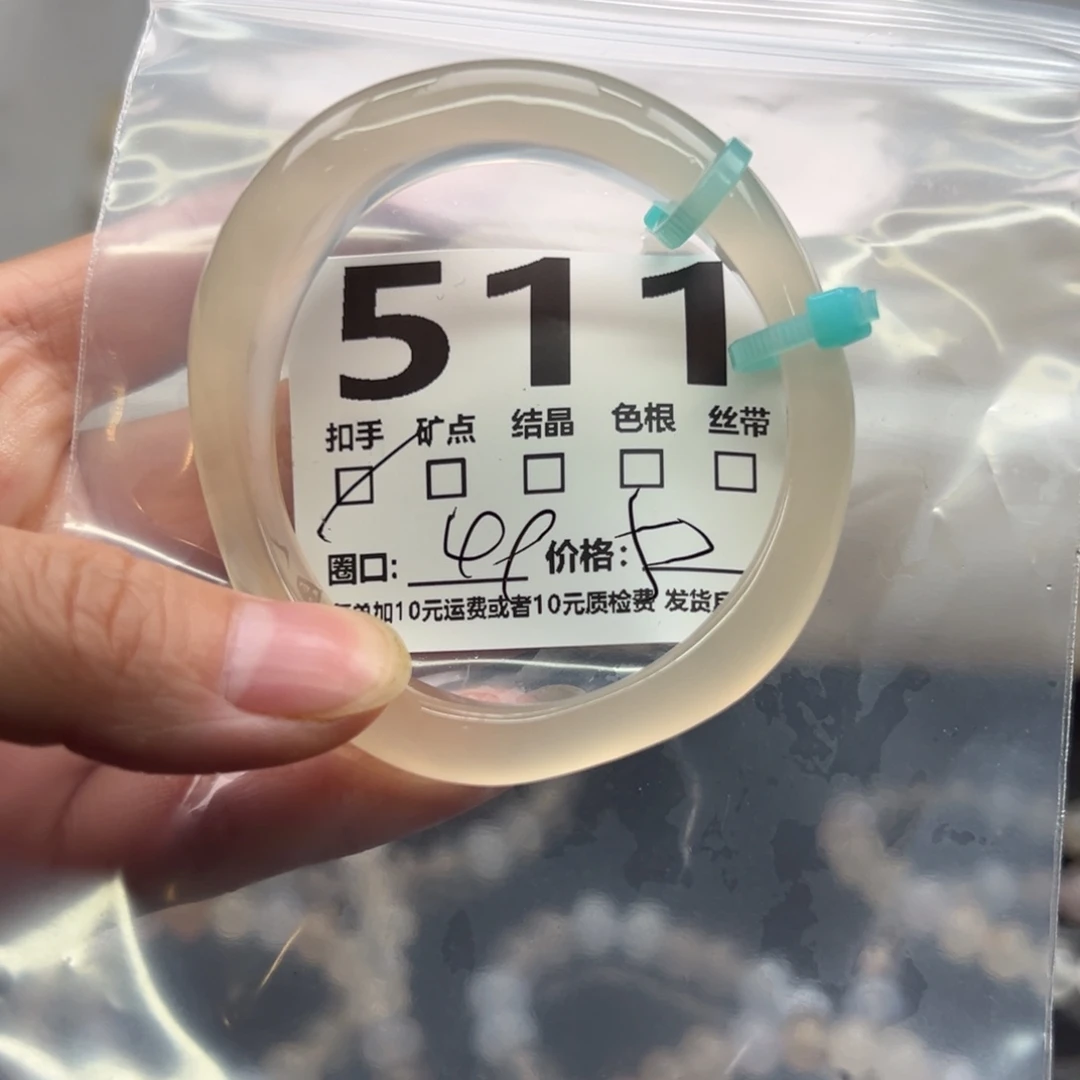 511
扣手 矿点 结晶 色根 丝带
圈口: 价格:
单加10元运费或者10元质检费 发货